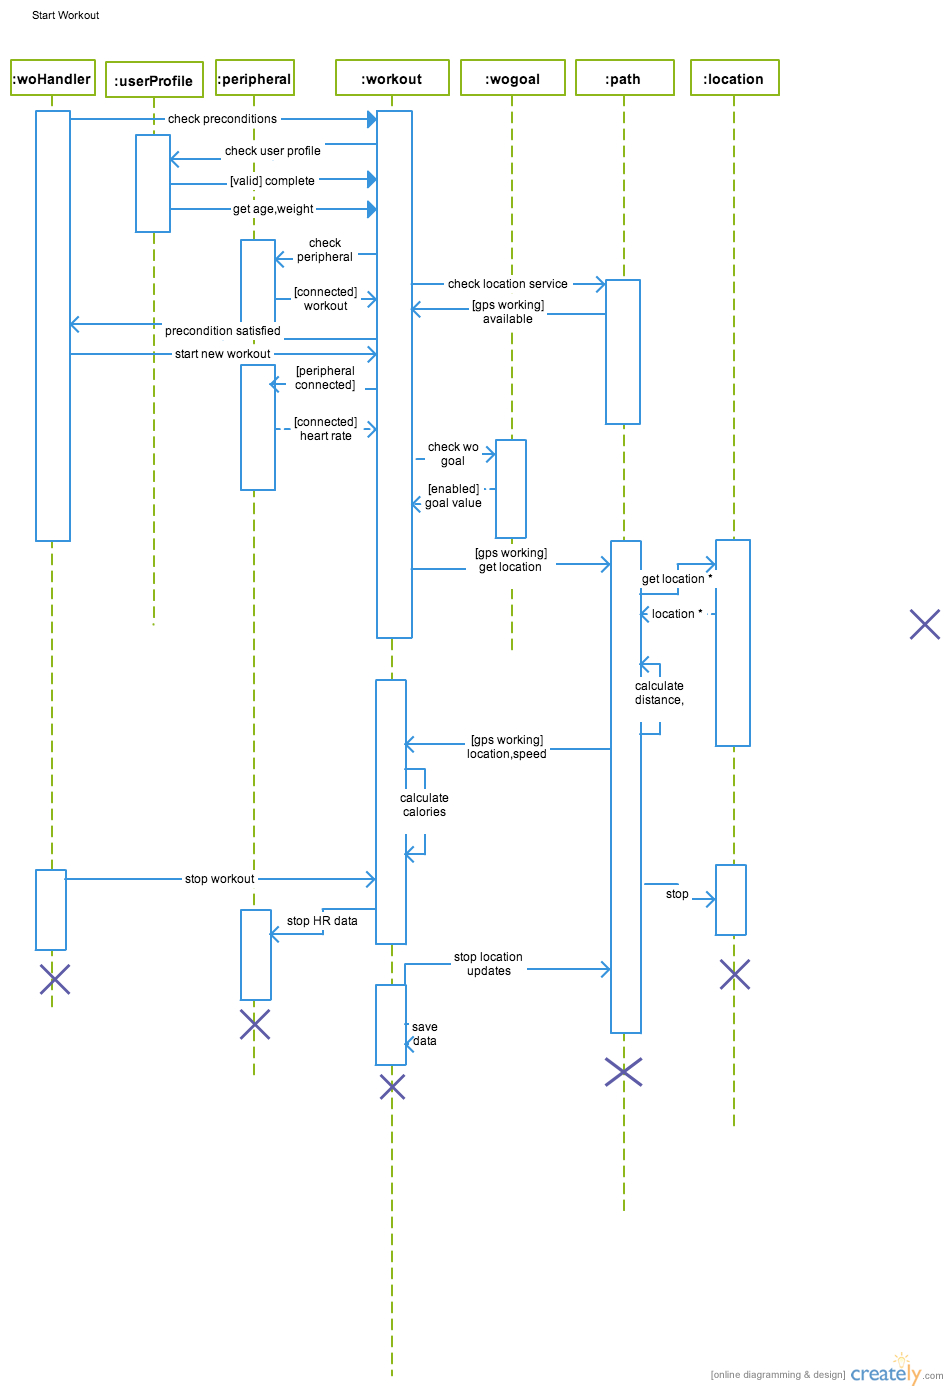 Start Workout
:woHandler
:userProfile
:peripheral
:workout
:wogoal
:path
:location
check preconditions
check user profile
[valid] complete
get age,weight
check
peripheral
check location service
[connected]
workout
[gps working]
available
precondition satisfied
start new workout
[peripheral
connected]
[connected]
heart rate
check wo
goal
[enabled]
goal value
[gps working]
get location
get location *
location *
calculate
distance,
[gps working]
location,speed
calculate
calories
stop workout
stop
stop HR data
stop location
updates
save
data
[online diagramming & design] creately.com